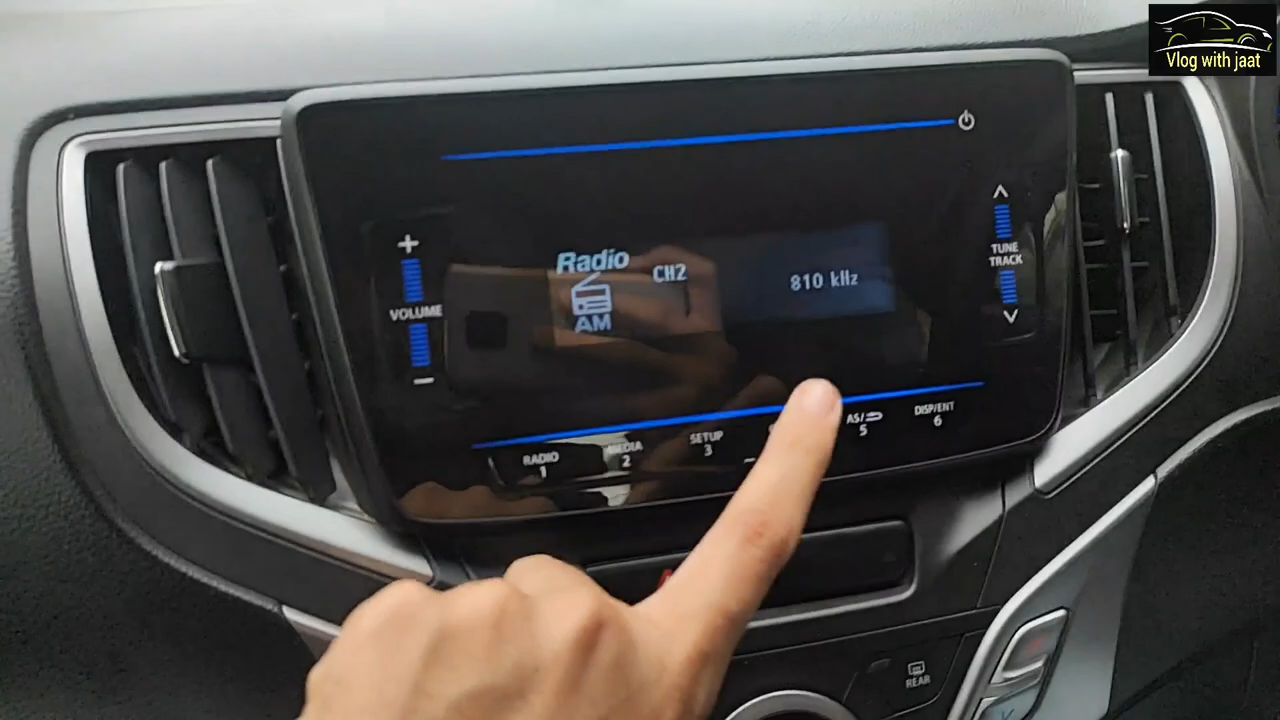 Vlog with jaat
VOLUME
Radio
AM
CH2
810 kHz
TUNE
TRACK
RADIO
1
MEDIA
2
SETUP
3
AS/
5
DISP/ENT
6
REAR